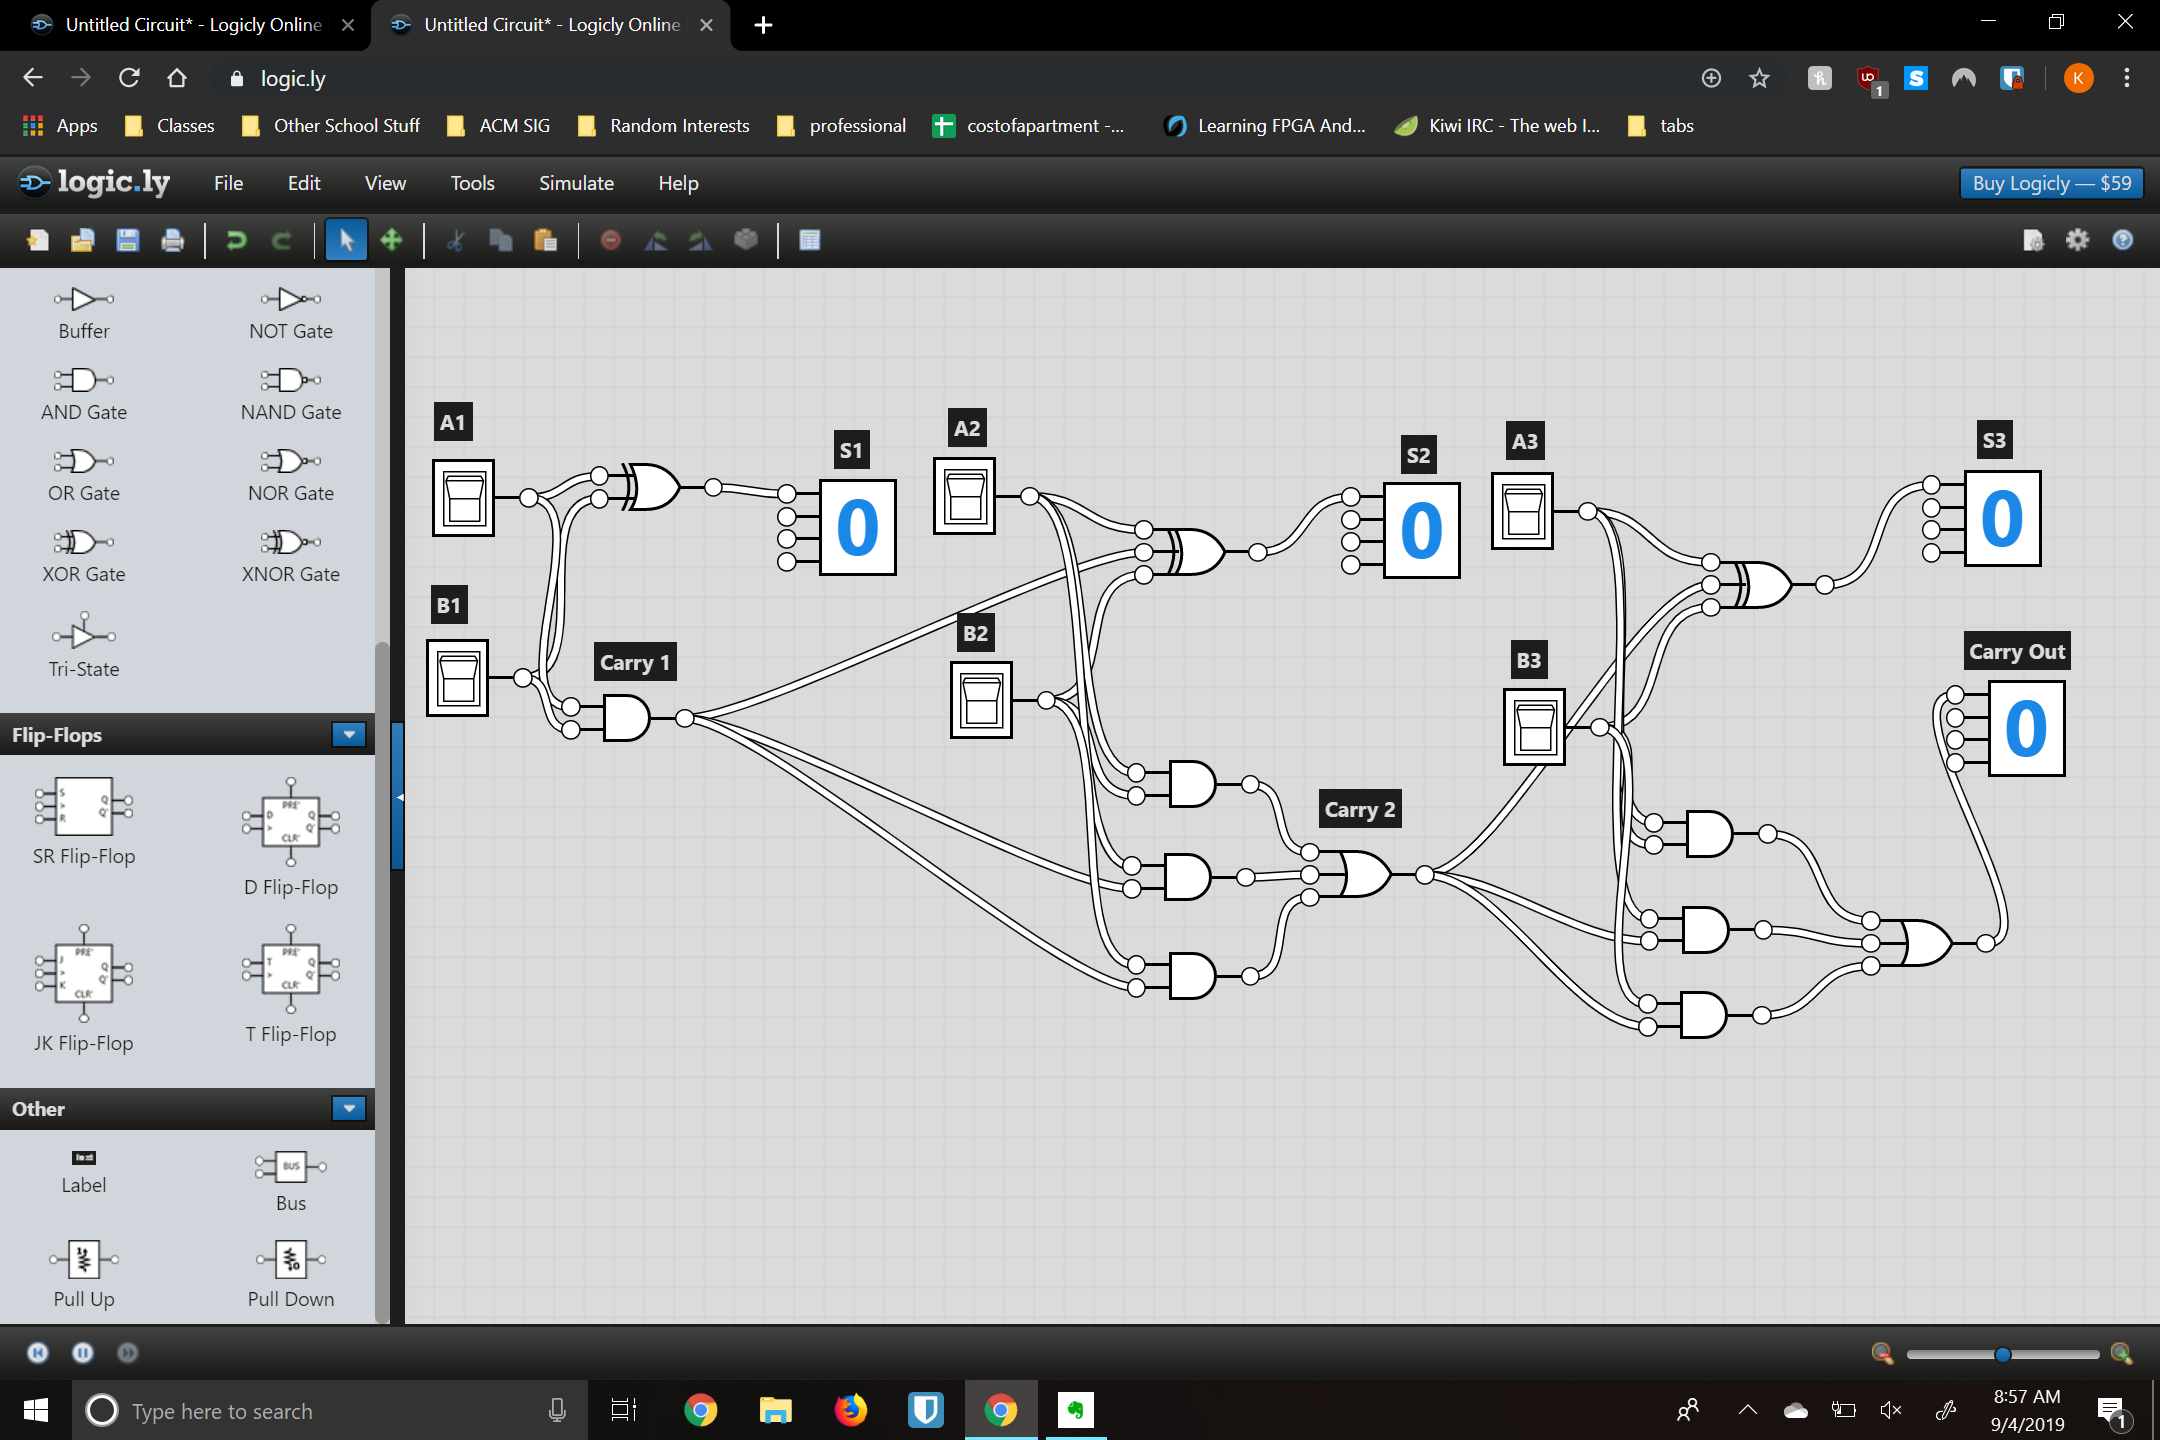 Untitled Circuit* - Logicly Online
Untitled Circuit* - Logicly Online
logic.ly
1
K
Apps
Classes
Other School Stuff
ACM SIG
Random Interests
professional
costofapartment -...
Learning FPGA And...
Kiwi IRC - The web I...
tabs
logic.ly
File
Edit
View
Tools
Simulate
Help
Buy Logicly — $59
Buffer
NOT Gate
AND Gate
NAND Gate
OR Gate
NOR Gate
XOR Gate
XNOR Gate
Tri-State
Flip-Flops
SR Flip-Flop
D Flip-Flop
JK Flip-Flop
T Flip-Flop
Other
Label
BUS
Bus
Pull Up
Pull Down
A1
S1
0
A2
S2
0
A3
S3
0
B1
Carry 1
B2
B3
Carry Out
0
Carry 2
Type here to search
8:57 AM
9/4/2019
1